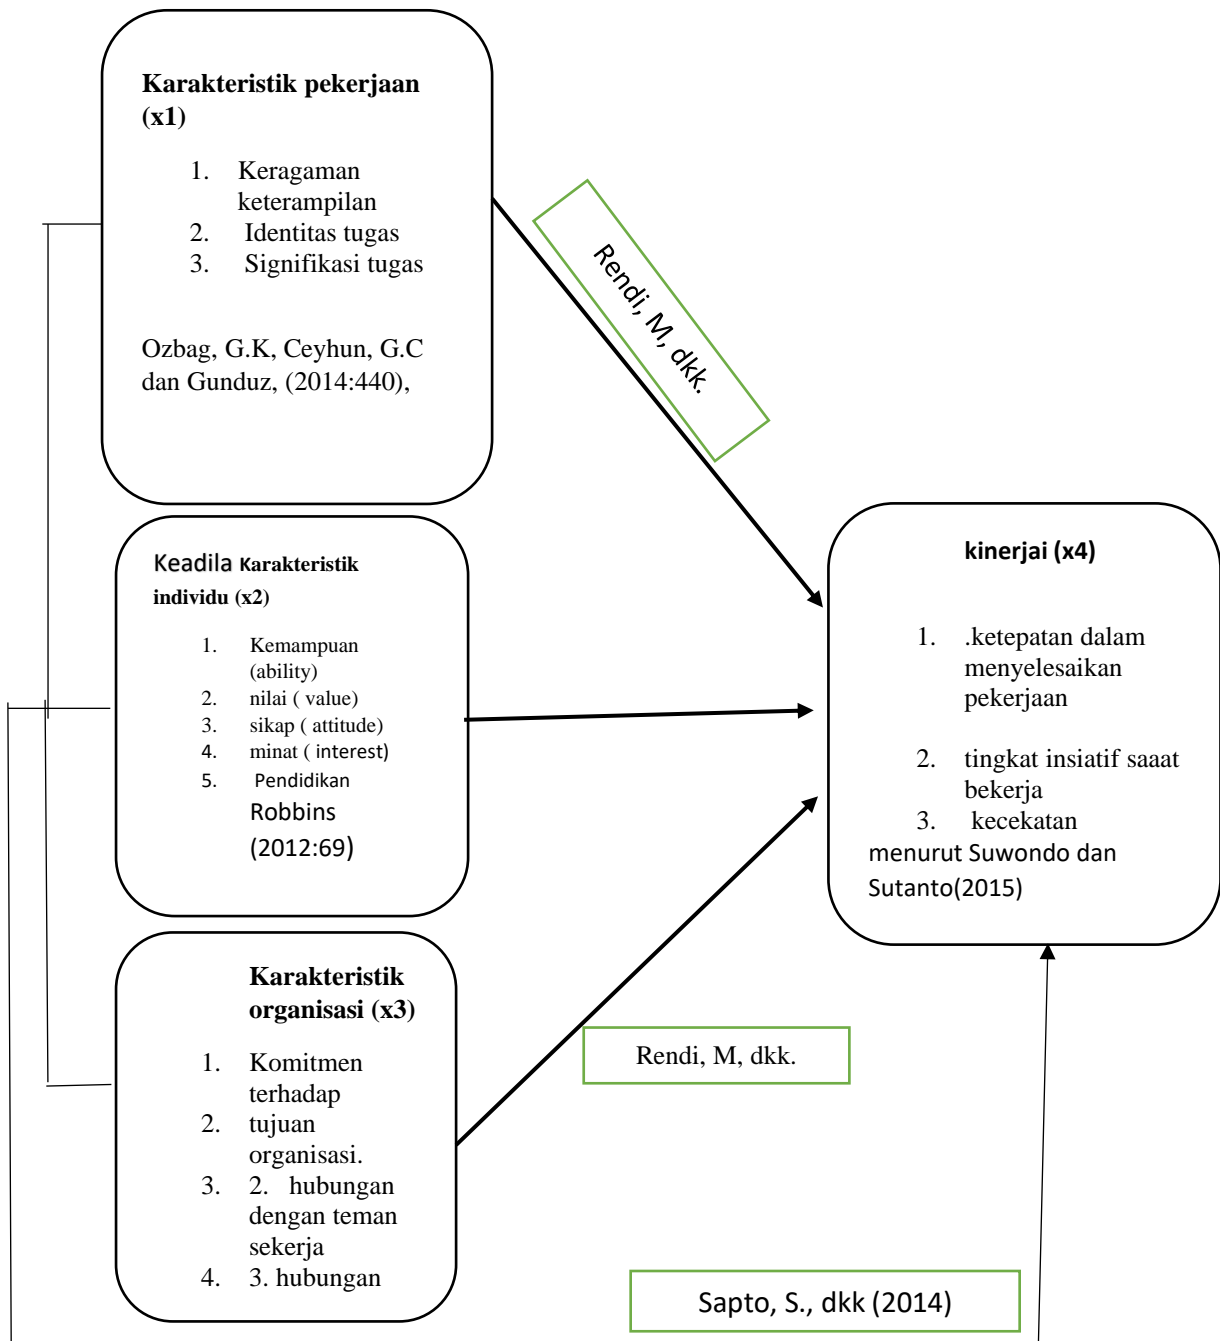 Karakteristik pekerjaan
(x1)
1. Keragaman
keterampilan
2. Identitas tugas
3. Signifikasi tugas
Ozbag, G.K, Ceyhun, G.C
dan Gunduz, (2014:440),
Rendi, M, dkk.
Keadila Karakteristik
individu (x2)
1. Kemampuan
(ability)
2. nilai ( value)
3. sikap ( attitude)
4. minat ( interest)
5. Pendidikan
Robbins
(2012:69)
kinerjai (x4)
1. .ketepatan dalam
menyelesaikan
pekerjaan
2. tingkat insiatif saaat
bekerja
3. kecekatan
menurut Suwondo dan
Sutanto(2015)
Karakteristik
organisasi (x3)
1. Komitmen
terhadap
2. tujuan
organisasi.
3. 2. hubungan
dengan teman
sekerja
4. 3. hubungan
Rendi, M, dkk.
Sapto, S., dkk (2014)